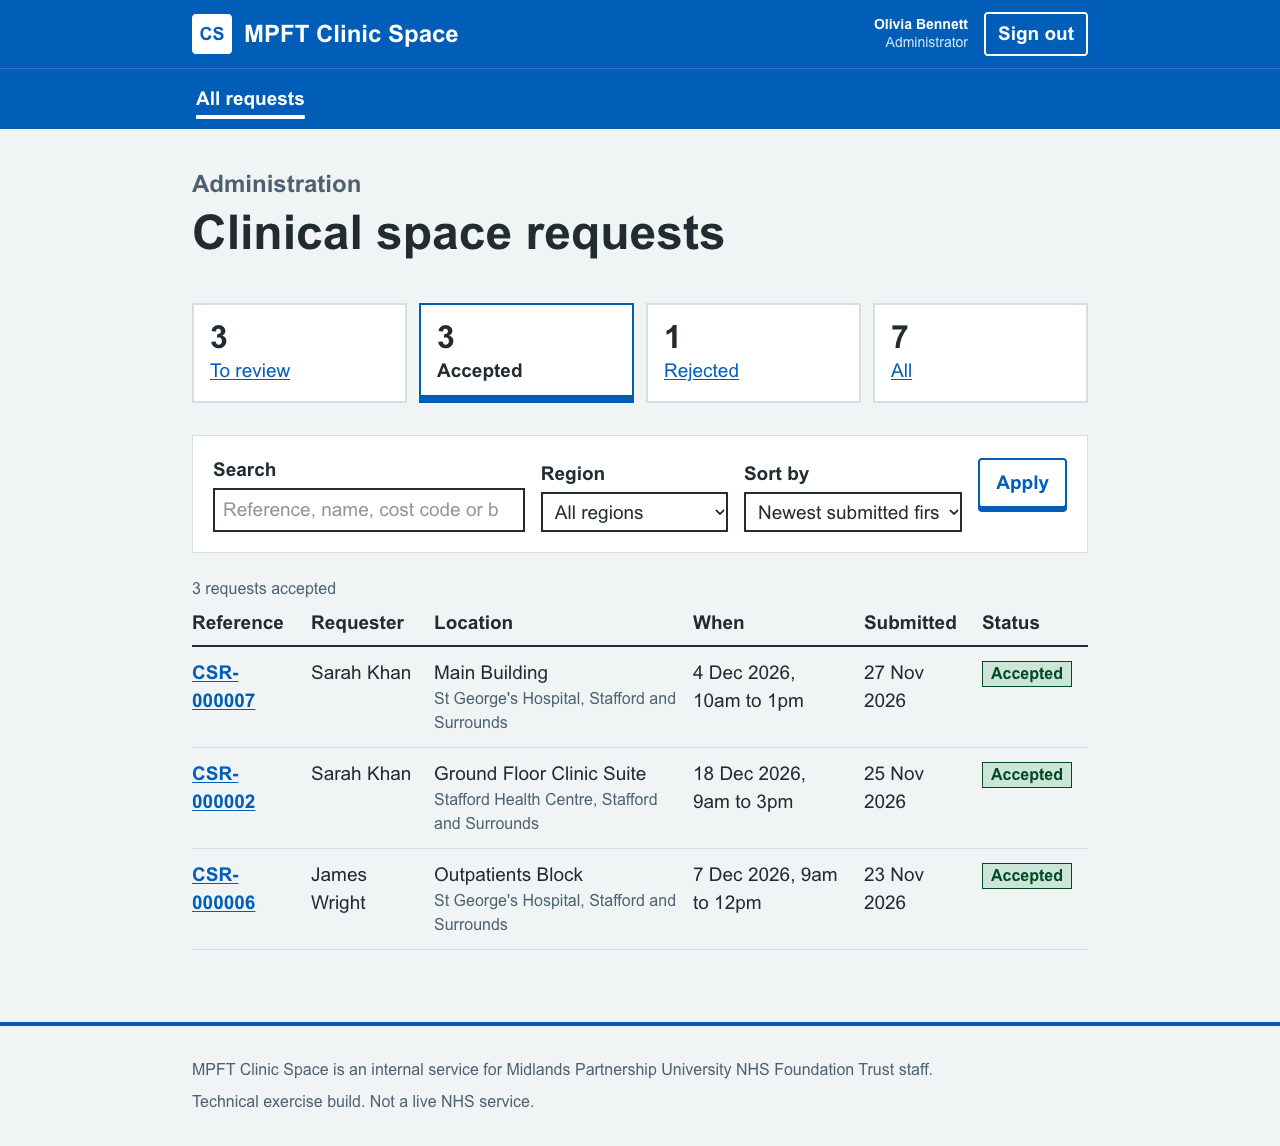 CS MPFT Clinic Space
Olivia Bennett
Administrator
Sign out
All requests
Administration
Clinical space requests
3
To review
3
Accepted
1
Rejected
7
All
Search
Reference, name, cost code or b
Region
All regions
Sort by
Newest submitted firs
Apply
3 requests accepted
Reference Requester Location When Submitted Status
CSR-
000007
Sarah Khan
Main Building
St George's Hospital, Stafford and
Surrounds
4 Dec 2026,
10am to 1pm
27 Nov
2026
Accepted
CSR-
000002
Sarah Khan
Ground Floor Clinic Suite
Stafford Health Centre, Stafford
and Surrounds
18 Dec 2026,
9am to 3pm
25 Nov
2026
Accepted
CSR-
000006
James
Wright
Outpatients Block
St George's Hospital, Stafford and
Surrounds
7 Dec 2026, 9am
to 12pm
23 Nov
2026
Accepted
MPFT Clinic Space is an internal service for Midlands Partnership University NHS Foundation Trust staff.
Technical exercise build. Not a live NHS service.